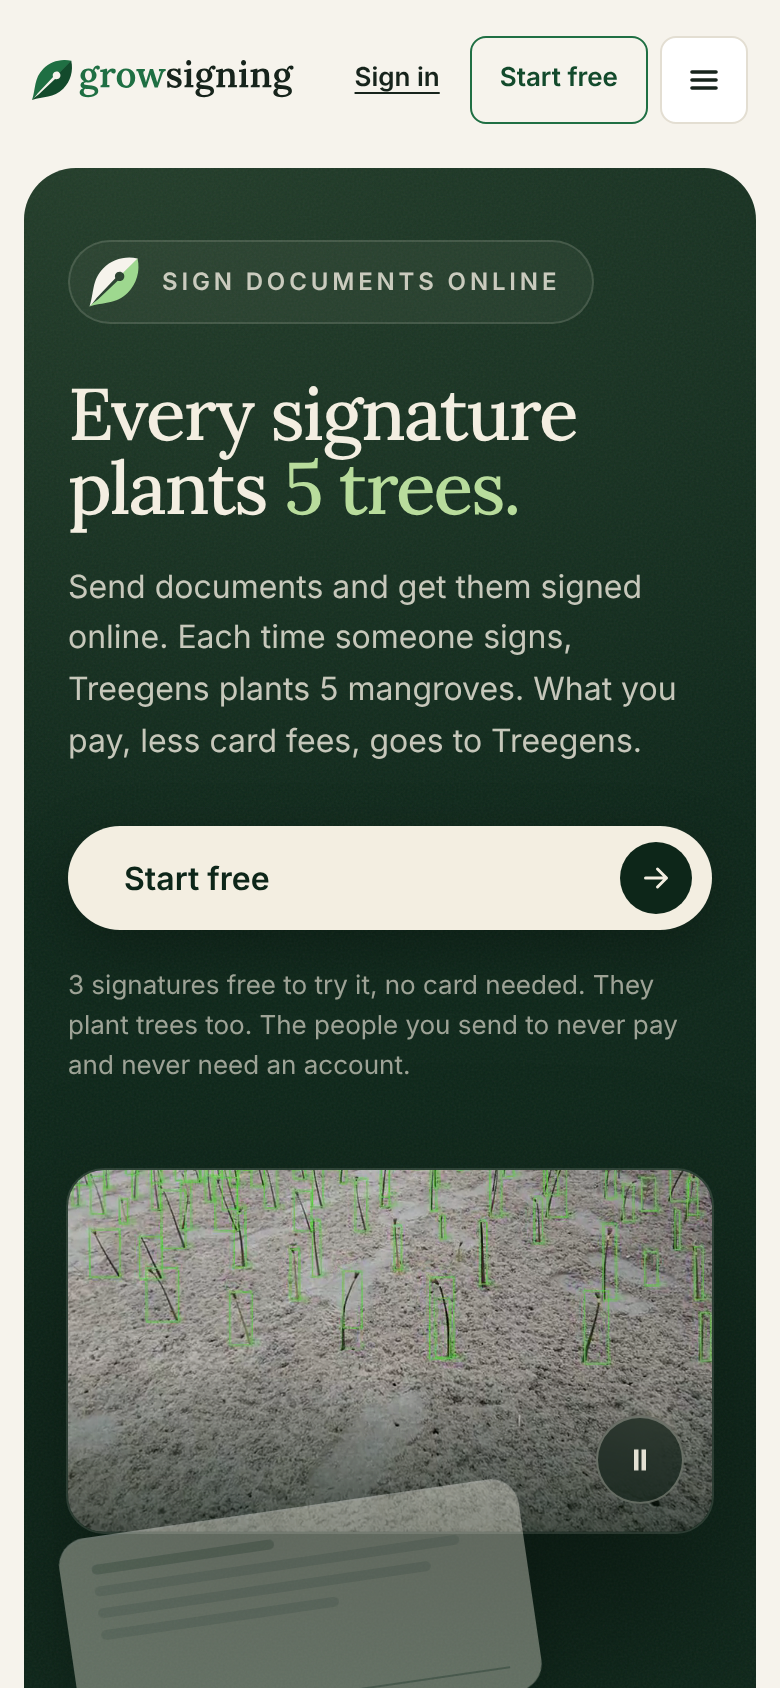 growsigning
Sign in
Start free
SIGN DOCUMENTS ONLINE
Every signature
plants 5 trees.
Send documents and get them signed
online. Each time someone signs,
Treegens plants 5 mangroves. What you
pay, less card fees, goes to Treegens.
Start free
3 signatures free to try it, no card needed. They
plant trees too. The people you send to never pay
and never need an account.